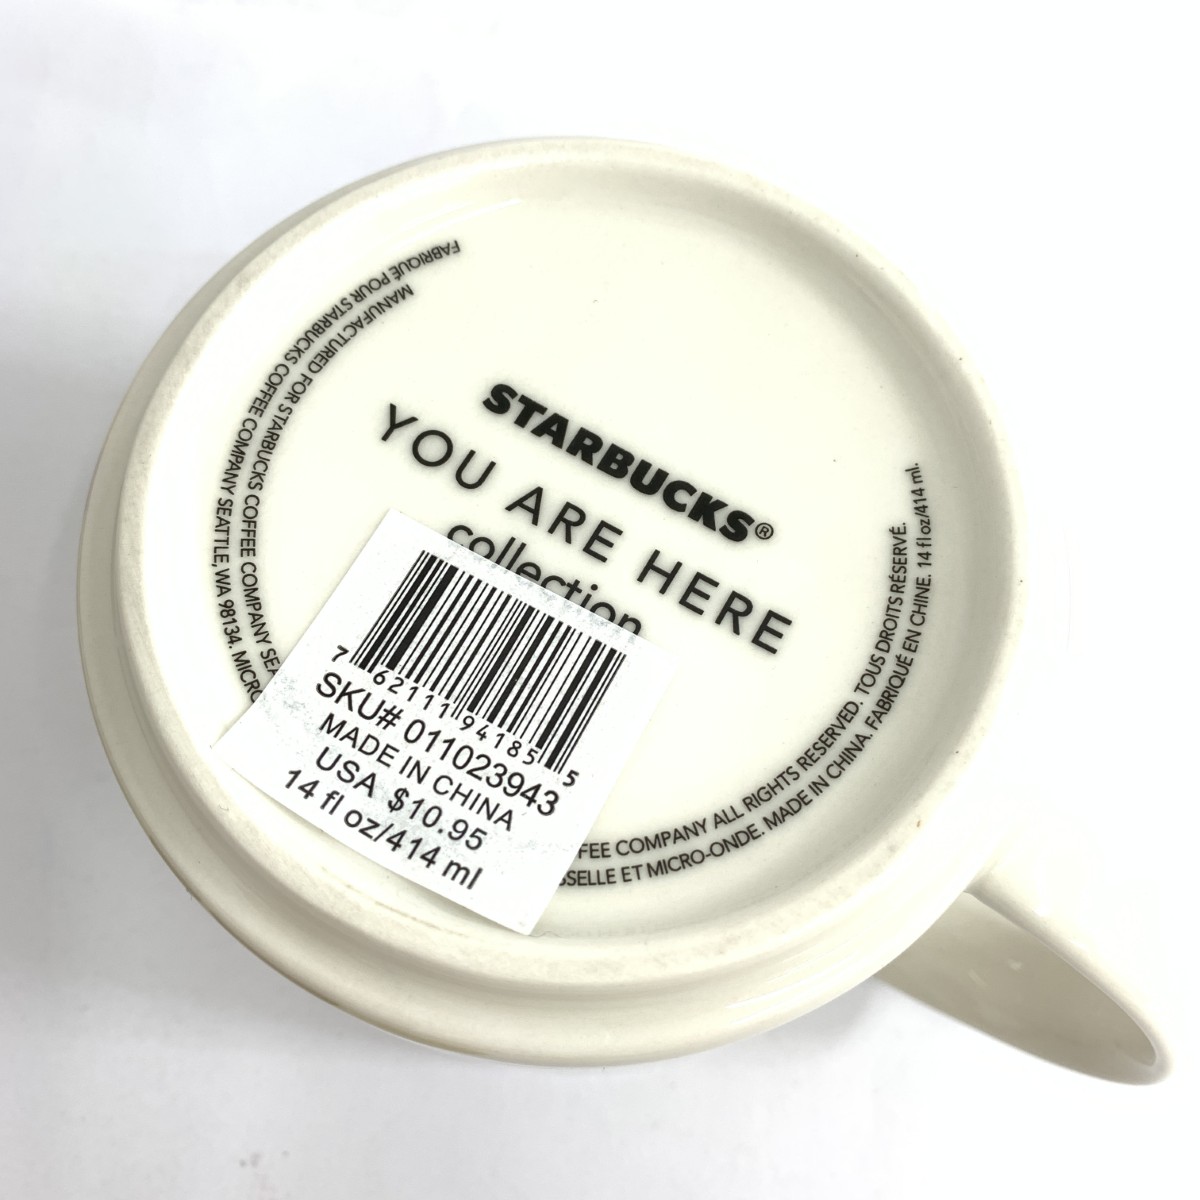 STARBUCKS®
YOU ARE HERE
collection
7 62111 94185 5
SKU# 011023943
MADE IN CHINA
USA $10.95
14 fl oz/414 ml
MANUFACTURED FOR STARBUCKS COFFEE COMPANY
FEE COMPANY ALL RIGHTS RESERVED. TOUS DROITS RÉSERVÉ.
FABRIQUÉ POUR STARBUCKS COFFEE COMPANY SEATTLE, WA 98134. MICRO
SSELLE ET MICRO-ONDE. MADE IN CHINA. FABRIQUÉ EN CHINE. 14 fl oz/414 ml.